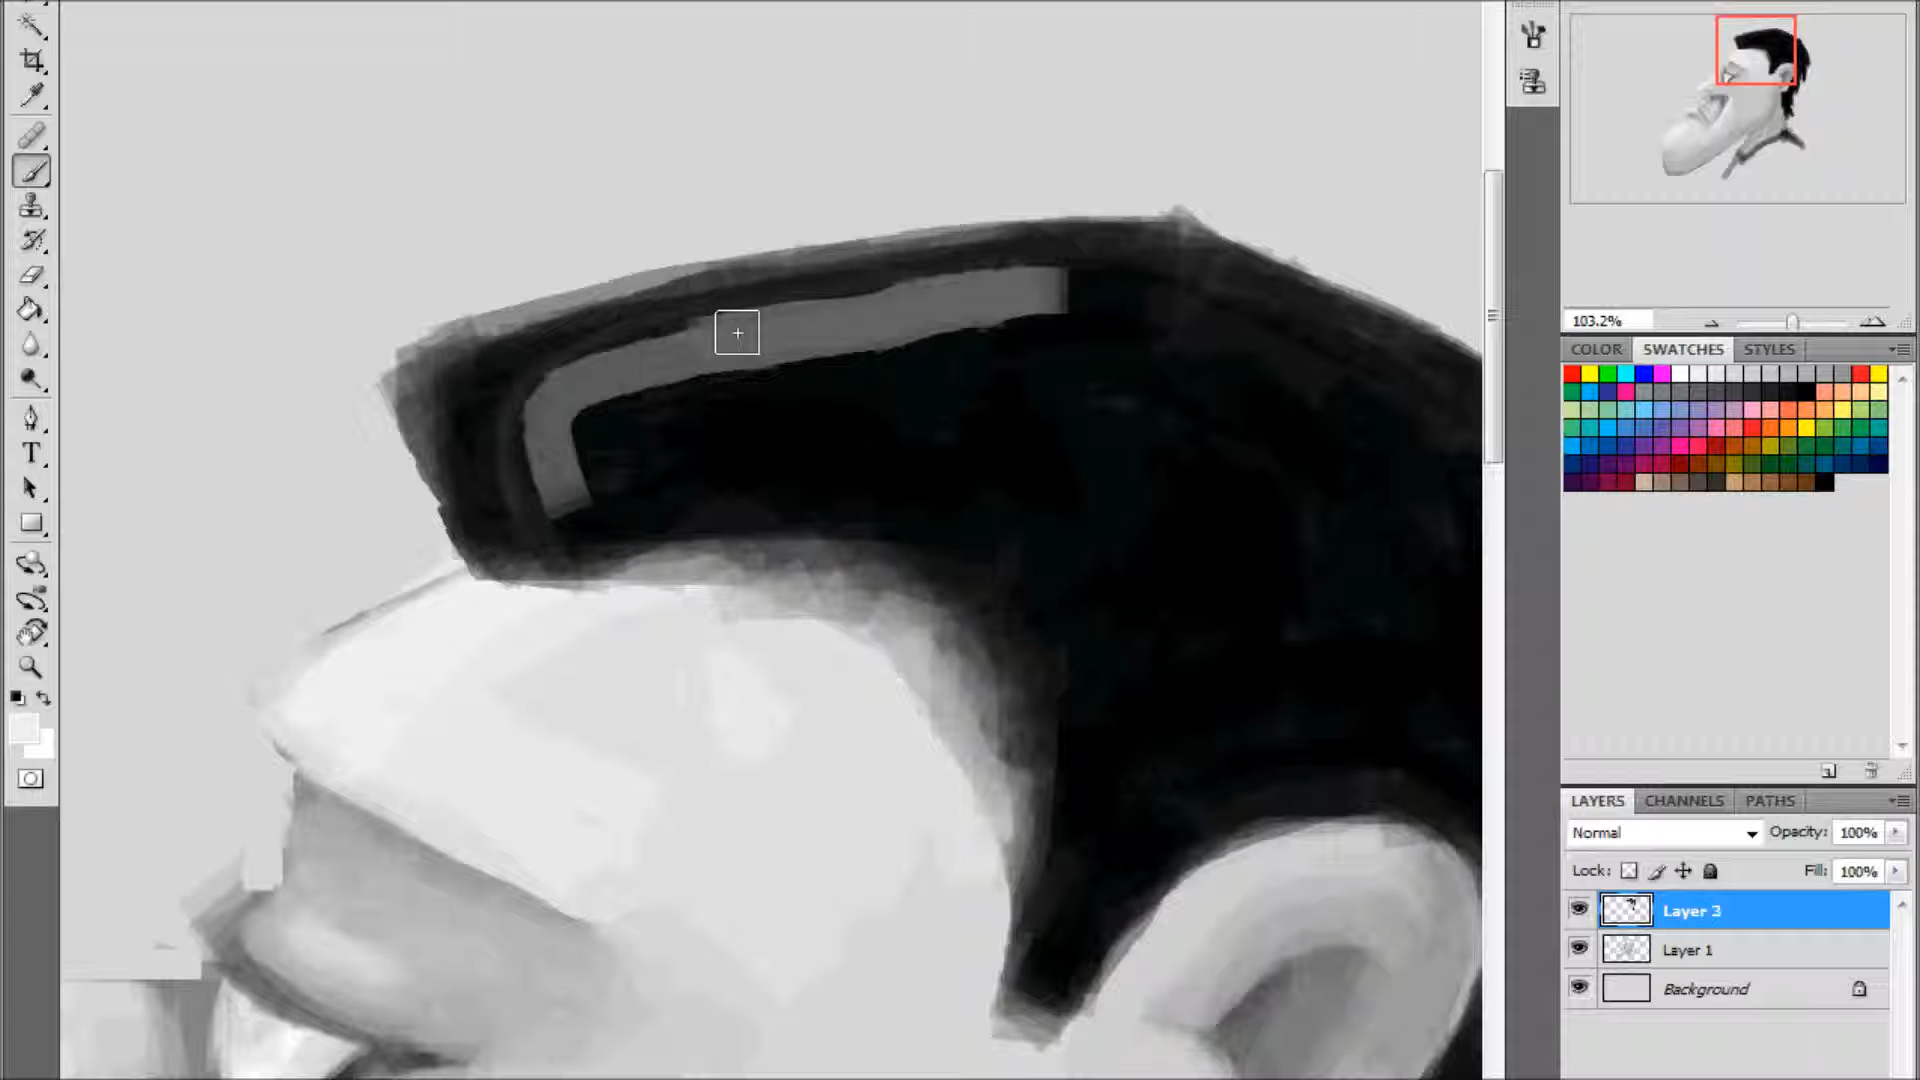 103.2%
COLOR SWATCHES STYLES
LAYERS CHANNELS PATHS
Normal Opacity: 100%
Lock: Fill: 100%
Layer 3
Layer 1
Background
T